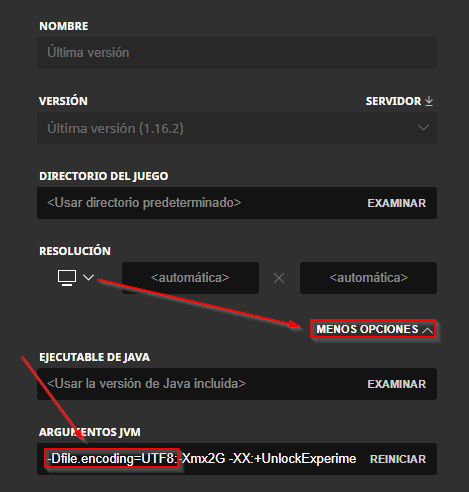 NOMBRE
Última versión
VERSIÓN SERVIDOR
Última versión (1.16.2)
DIRECTORIO DEL JUEGO
<Usar directorio predeterminado> EXAMINAR
RESOLUCIÓN
<automática> <automática>
MENOS OPCIONES
EJECUTABLE DE JAVA
<Usar la versión de Java incluida> EXAMINAR
ARGUMENTOS JVM
-Dfile.encoding=UTF8 -Xmx2G -XX:+UnlockExperime REINICIAR